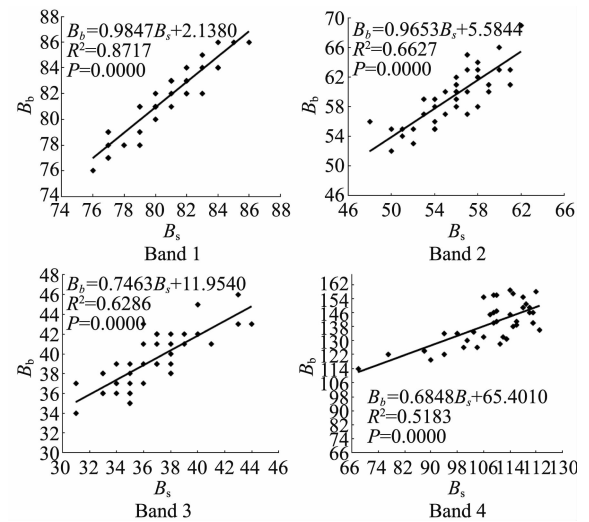 88
86
84
82
80
78
76
74
B_b
B_b=0.9847B_s+2.1380
R²=0.8717
P=0.0000
74 76 78 80 82 84 86 88
B_s
Band 1
70
66
62
58
54
50
46
B_b
B_b=0.9653B_s+5.5844
R²=0.6627
P=0.0000
46 50 54 58 62 66
B_s
Band 2
48
46
44
42
40
38
36
34
32
30
B_b
B_b=0.7463B_s+11.9540
R²=0.6286
P=0.0000
30 32 34 36 38 40 42 44 46
B_s
Band 3
162
154
146
138
130
122
114
106
98
90
82
74
66
B_b
B_b=0.6848B_s+65.4010
R²=0.5183
P=0.0000
66 74 82 90 98 106 114 122 130
B_s
Band 4